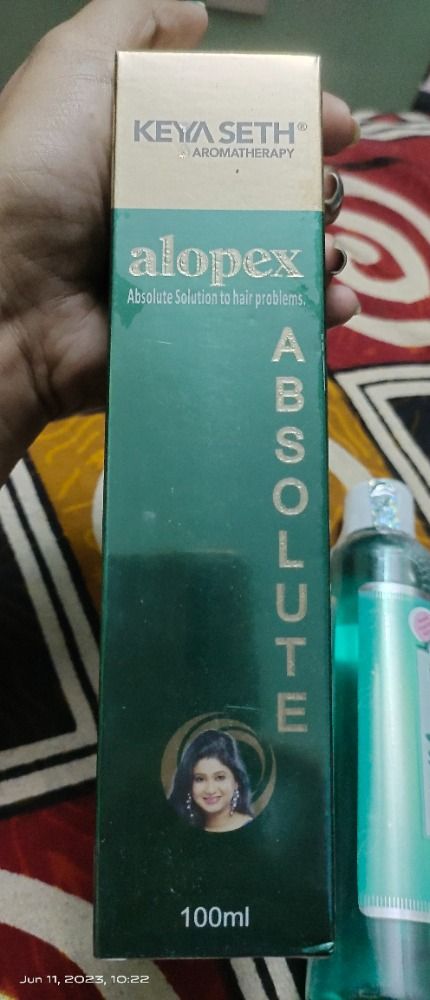 KEYA SETH®
AROMATHERAPY
alopex
Absolute Solution to hair problems.
ABSOLUTE
100ml
Jun 11, 2023, 10:22